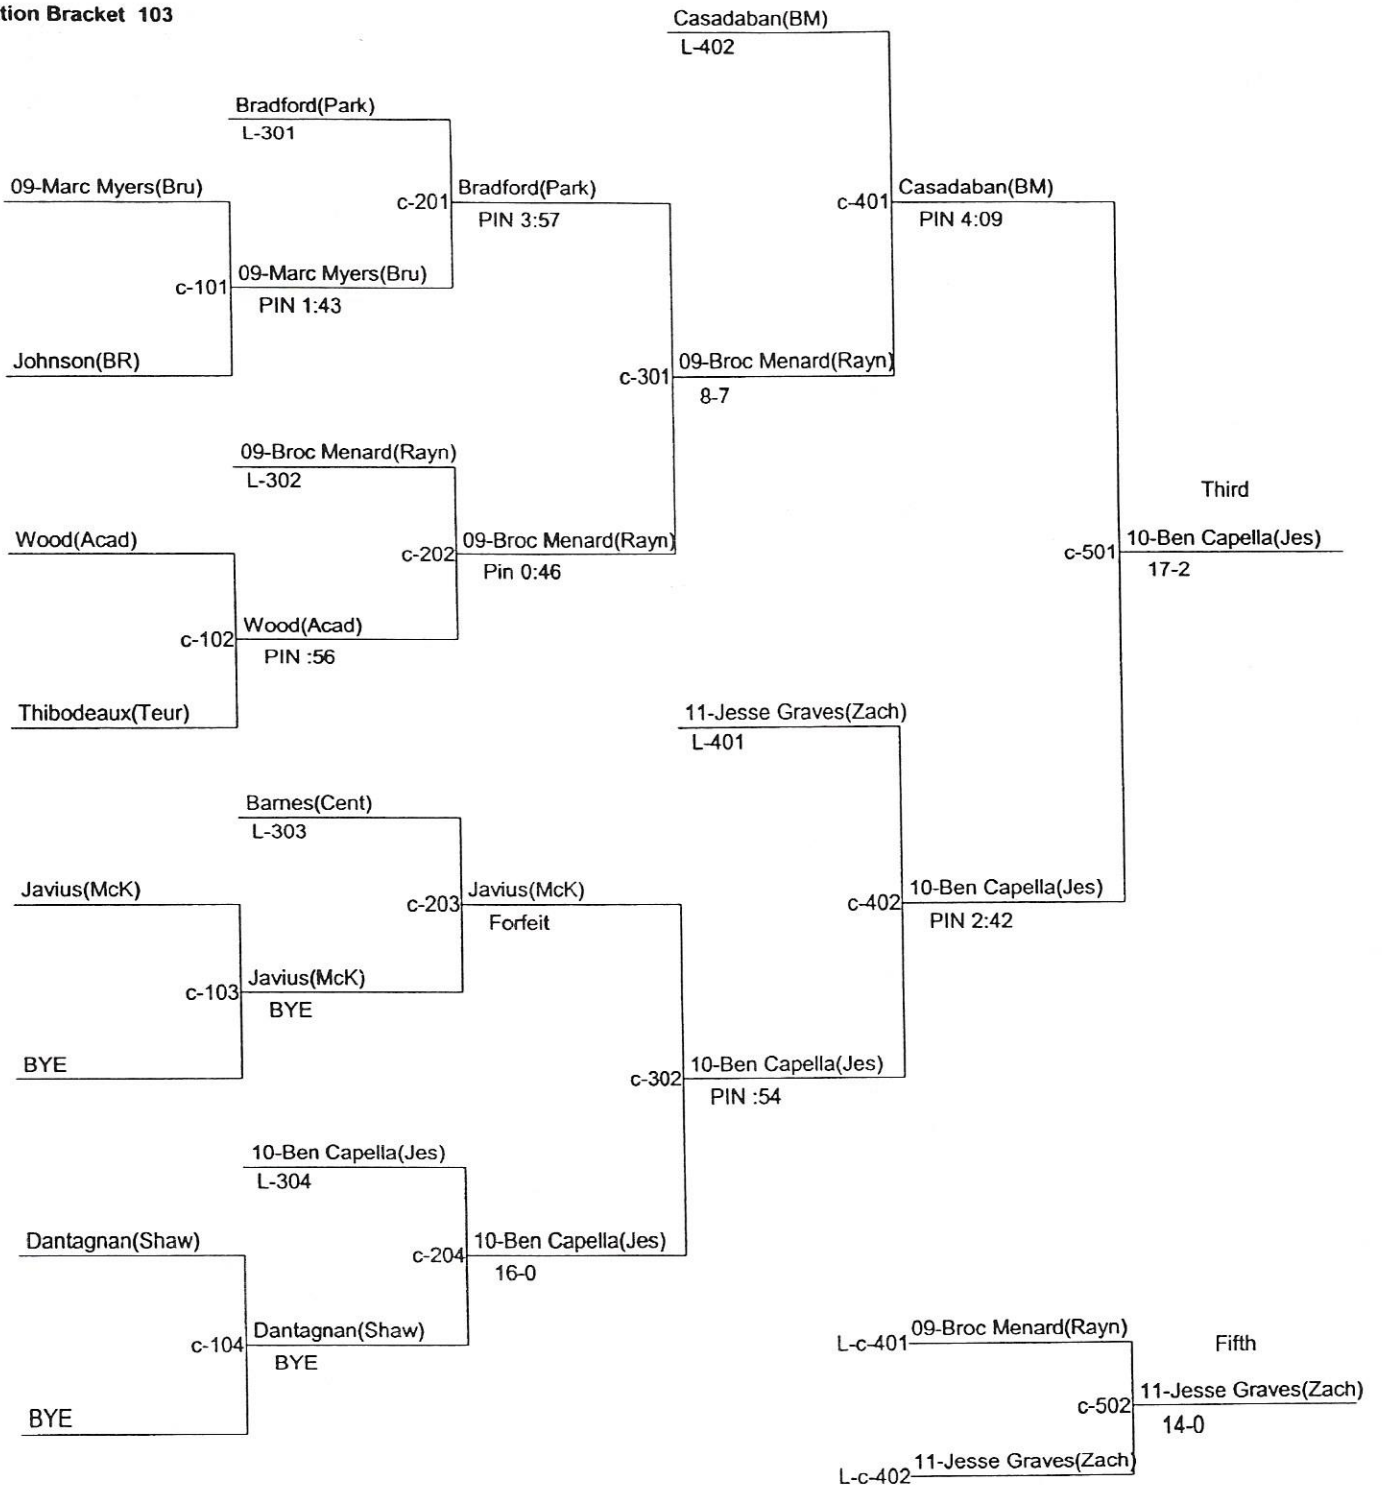 tion Bracket 103
Casadaban(BM)
L-402
Bradford(Park)
L-301
09-Marc Myers(Bru)
c-201
Bradford(Park)
PIN 3:57
c-401
Casadaban(BM)
PIN 4:09
c-101
09-Marc Myers(Bru)
PIN 1:43
Johnson(BR)
c-301
09-Broc Menard(Rayn)
8-7
09-Broc Menard(Rayn)
L-302
Third
Wood(Acad)
c-202
09-Broc Menard(Rayn)
Pin 0:46
c-501
10-Ben Capella(Jes)
17-2
c-102
Wood(Acad)
PIN :56
Thibodeaux(Teur)
11-Jesse Graves(Zach)
L-401
Barnes(Cent)
L-303
Javius(McK)
c-203
Javius(McK)
Forfeit
c-402
10-Ben Capella(Jes)
PIN 2:42
c-103
Javius(McK)
BYE
BYE
c-302
10-Ben Capella(Jes)
PIN :54
10-Ben Capella(Jes)
L-304
Dantagnan(Shaw)
c-204
10-Ben Capella(Jes)
16-0
c-104
Dantagnan(Shaw)
BYE
BYE
L-c-401
09-Broc Menard(Rayn)
Fifth
c-502
11-Jesse Graves(Zach)
14-0
L-c-402
11-Jesse Graves(Zach)